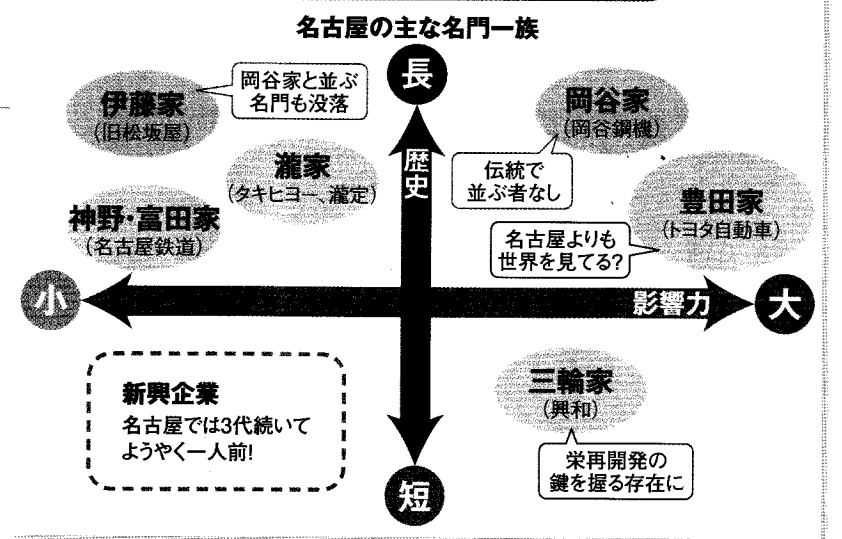 名古屋の主な名門一族
長
伊藤家
(旧松坂屋)
岡谷家と並ぶ
名門も没落
岡谷家
(岡谷鋼機)
伝統で
並ぶ者なし
瀧家
(タキヒヨー、瀧定)
歴史
豊田家
(トヨタ自動車)
名古屋よりも
世界を見てる?
神野・富田家
(名古屋鉄道)
小
影響力
大
新興企業
名古屋では3代続いて
ようやく一人前!
三輪家
(興和)
栄再開発の
鍵を握る存在に
短